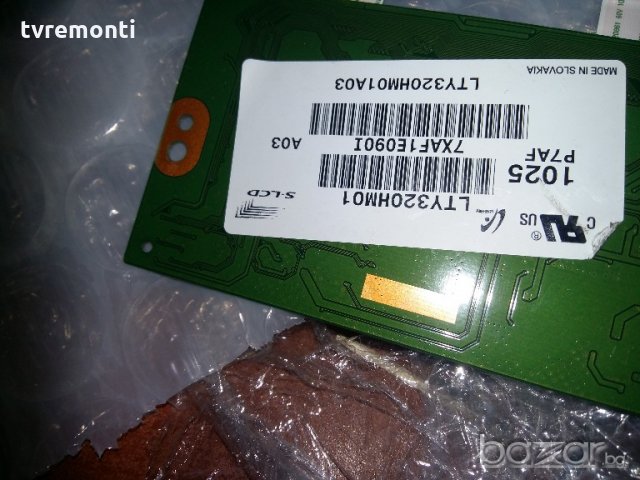 tvremonti
MADE IN SLOVAKIA
LTY320HM01A03
7XAF1E090I
A03
P7AF
1025
LTY320HM01
S-LCD
C
US
®
bazar.bg